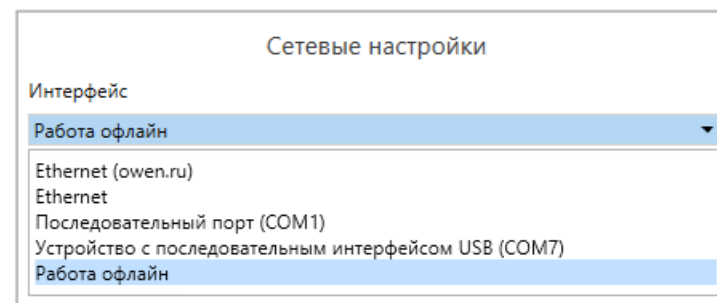 Сетевые настройки
Интерфейс
Работа офлайн
Ethernet (owen.ru)
Ethernet
Последовательный порт (COM1)
Устройство с последовательным интерфейсом USB (COM7)
Работа офлайн